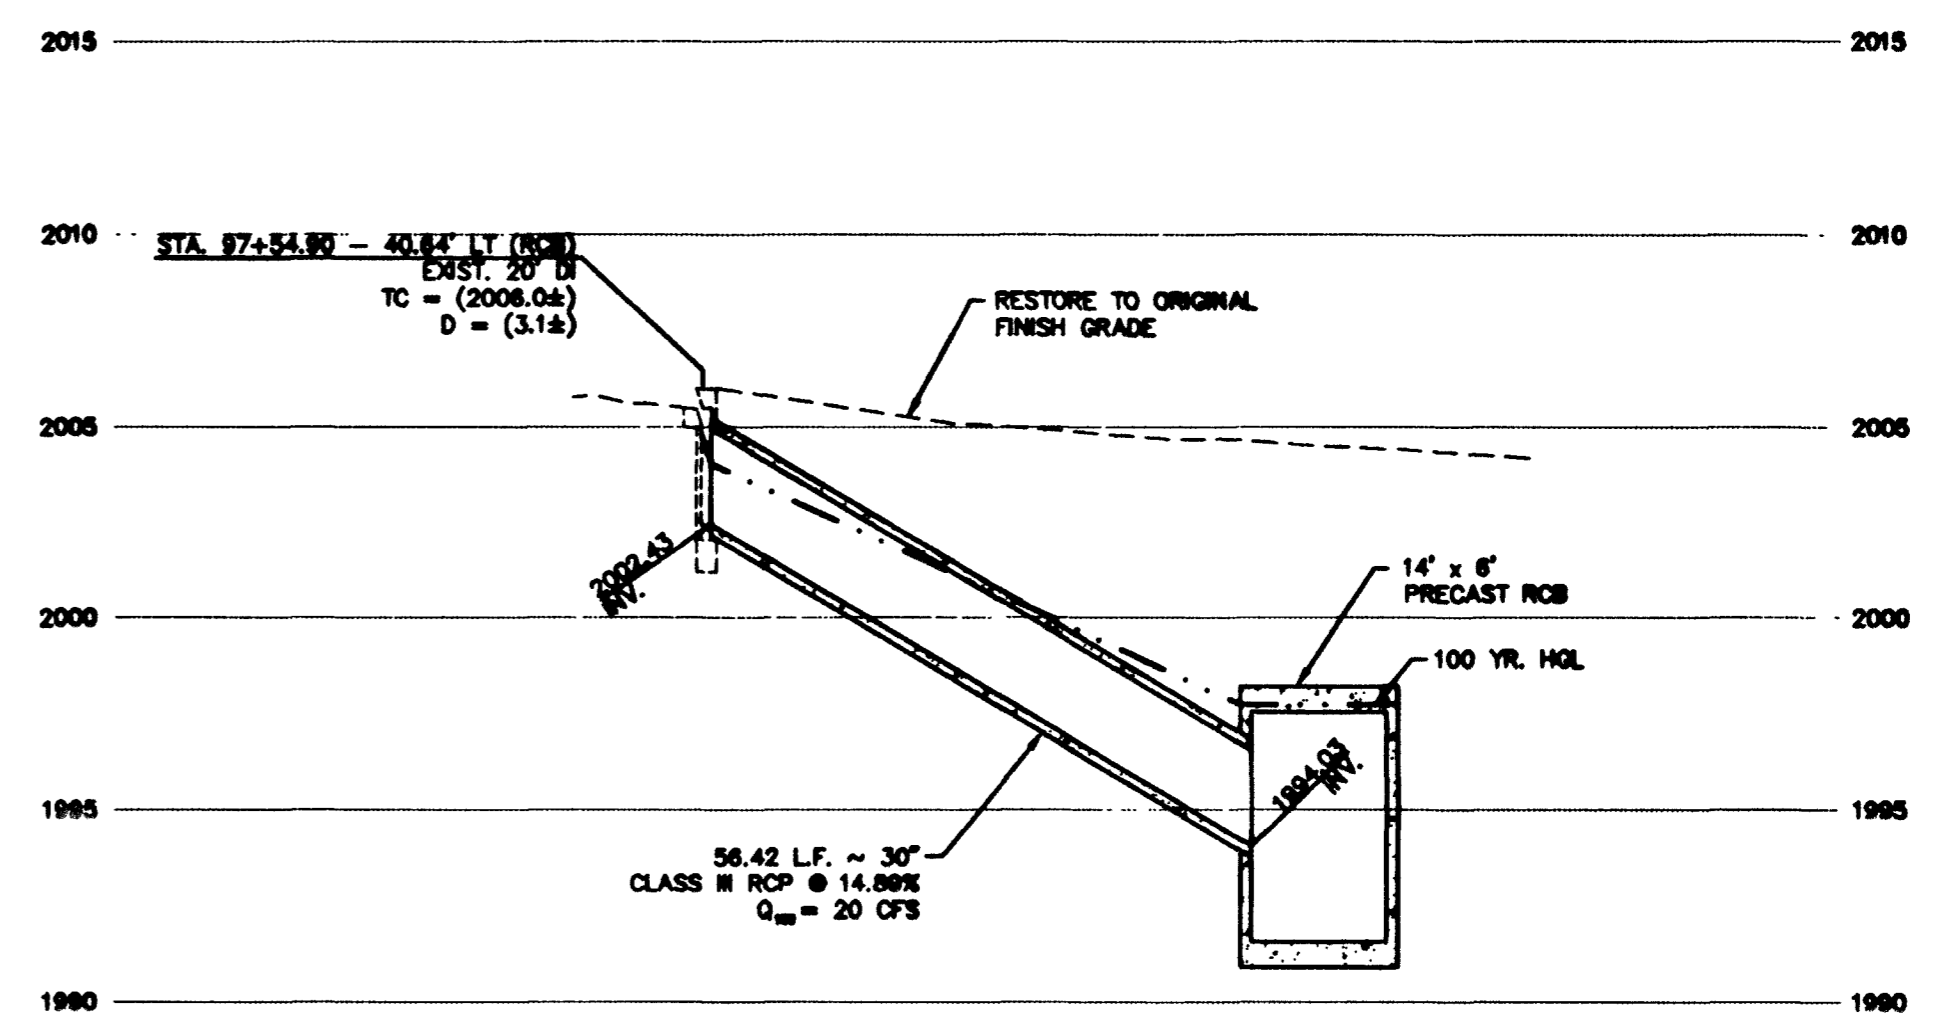 2015
2015
2010
2010
STA. 97+54.90 - 40.64' LT (RCB)
EXIST. 20' DI
TC = (2006.0±)
D = (3.1±)
RESTORE TO ORIGINAL
FINISH GRADE
2005
2005
2002.43
INV.
14' x 6'
PRECAST RCB
2000
2000
100 YR. HGL
1994.03
INV.
1995
1995
56.42 L.F. ~ 30"
CLASS III RCP @ 14.89%
Q₁₀₀ = 20 CFS
1990
1990